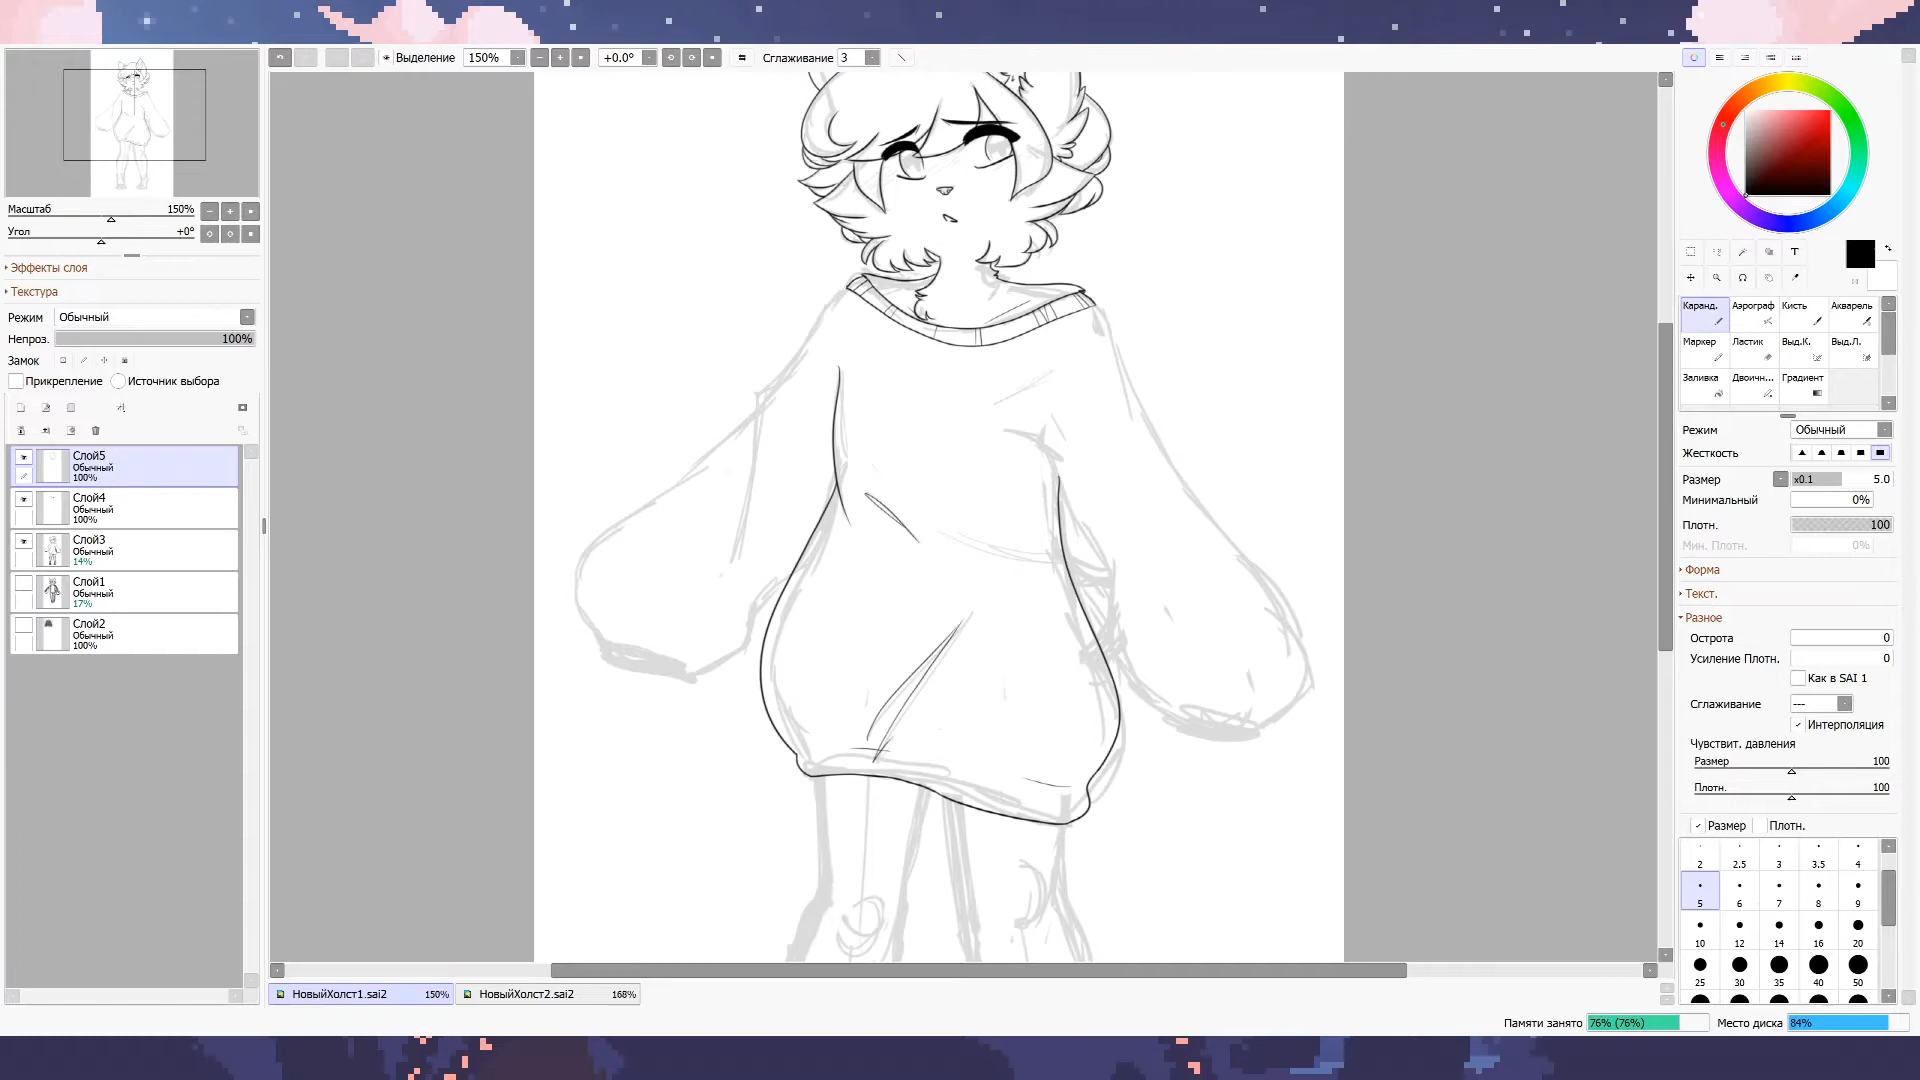 Выделение 150% +0.0° Сглаживание 3
Масштаб 150%
Угол +0°
Эффекты слоя
Текстура
Режим Обычный
Непроз. 100%
Замок
Прикрепление Источник выбора
Слой5
Обычный
100%
Слой4
Обычный
100%
Слой3
Обычный
14%
Слой1
Обычный
17%
Слой2
Обычный
100%
НовыйХолст1.sai2 150% НовыйХолст2.sai2 168%
T
Каранд. Аэрограф Кисть Акварель
Маркер Ластик Выд.К. Выд.Л.
Заливка Двоичн... Градиент
Режим Обычный
Жесткость
Размер x0.1 5.0
Минимальный 0%
Плотн. 100
Мин. Плотн. 0%
Форма
Текст.
Разное
Острота 0
Усиление Плотн. 0
Как в SAI 1
Сглаживание ---
Интерполяция
Чувствит. давления
Размер 100
Плотн. 100
Размер Плотн.
2 2.5 3 3.5 4
5 6 7 8 9
10 12 14 16 20
25 30 35 40 50
Памяти занято 76% (76%) Место диска 84%